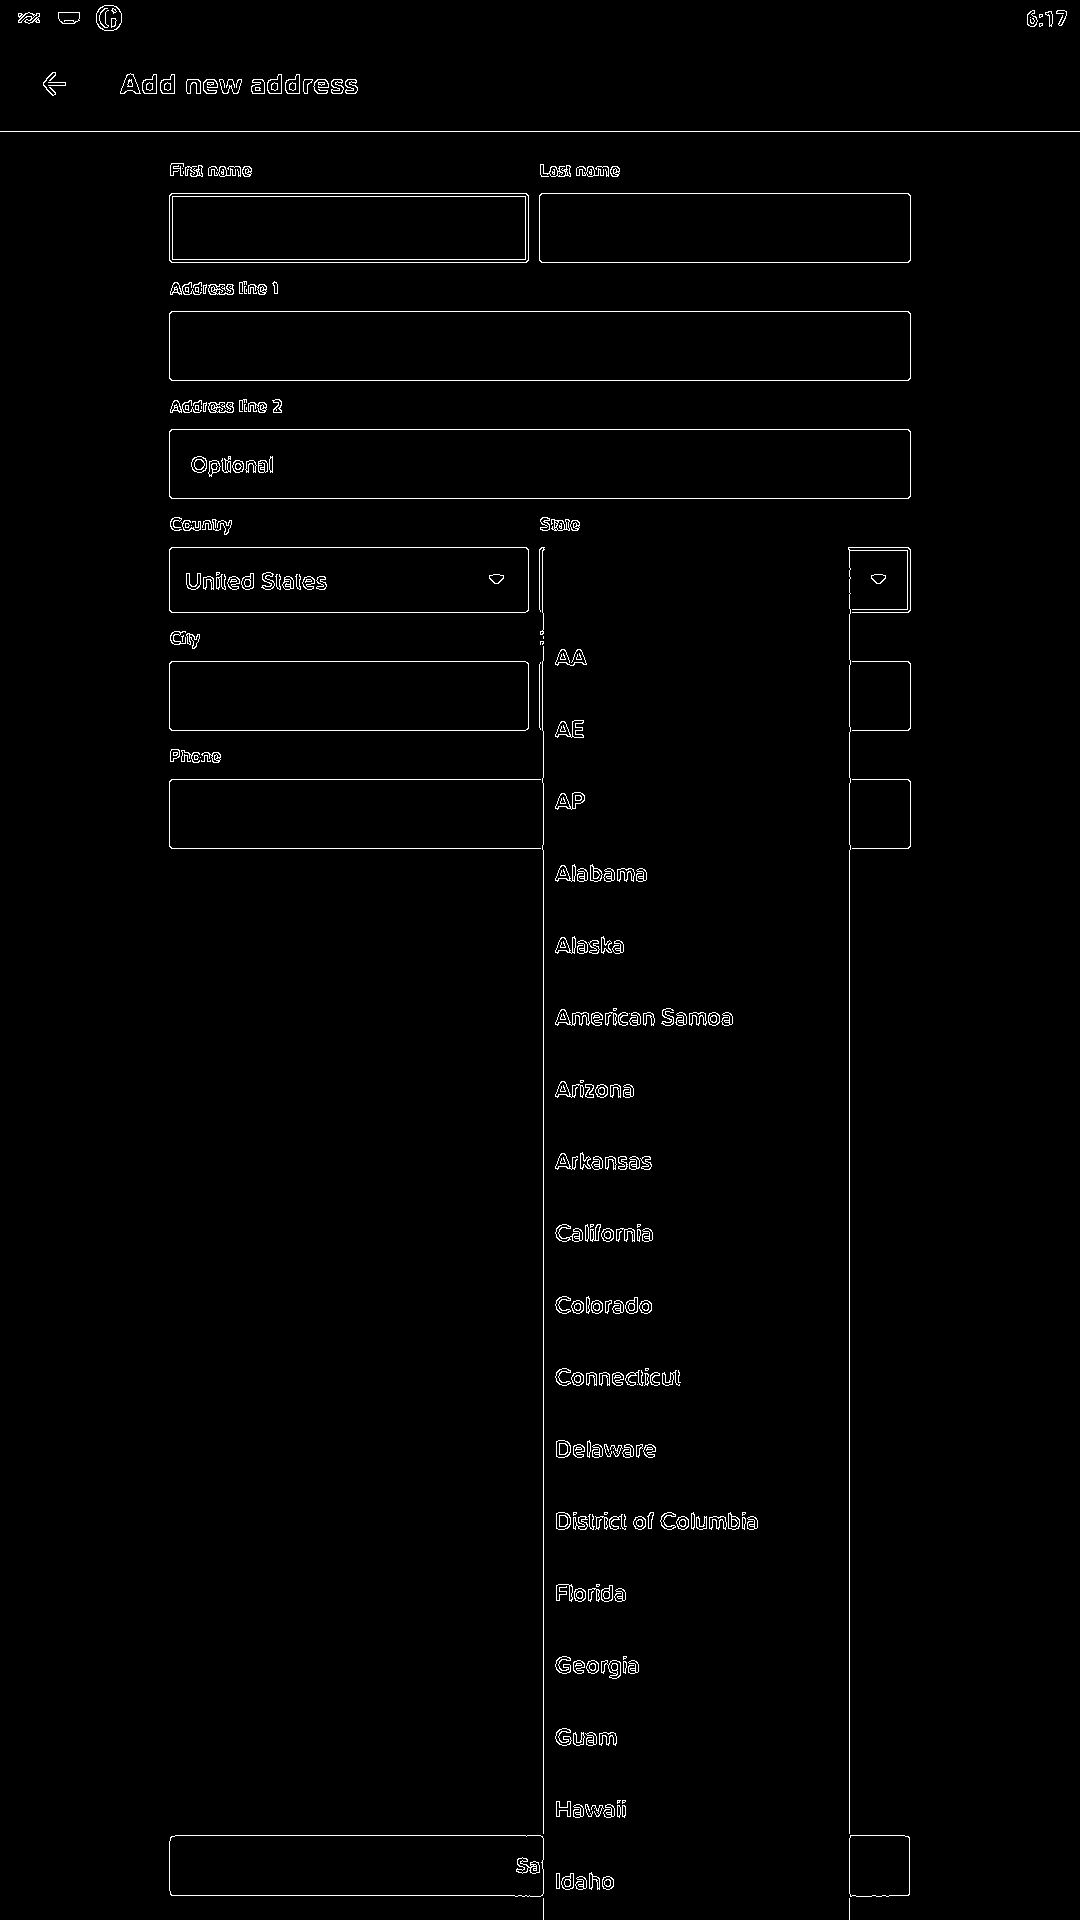 6:17
Add new address
First name Last name
Address line 1
Address line 2
Optional
Country State
United States
City
AA
AE
Phone
AP
Alabama
Alaska
American Samoa
Arizona
Arkansas
California
Colorado
Connecticut
Delaware
District of Columbia
Florida
Georgia
Guam
Hawaii
Sa
Idaho